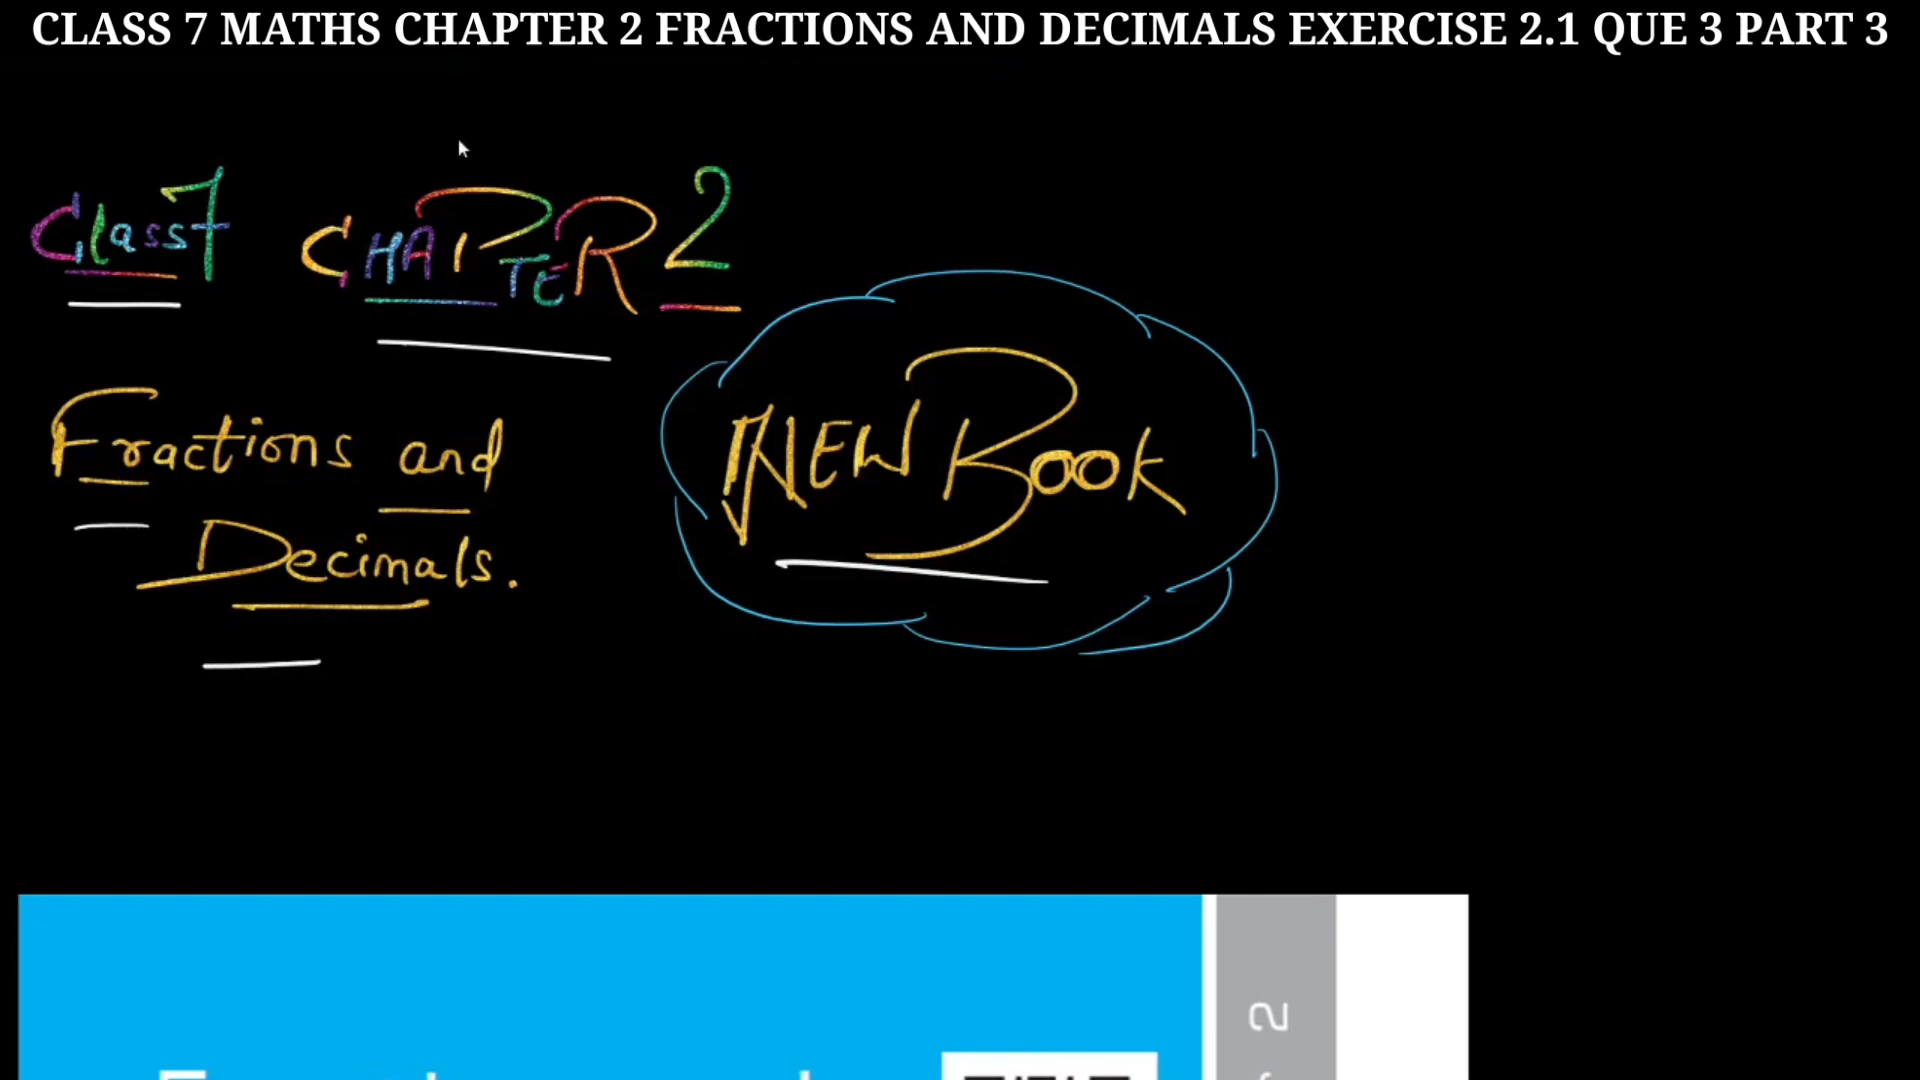 CLASS 7 MATHS CHAPTER 2 FRACTIONS AND DECIMALS EXERCISE 2.1 QUE 3 PART 3
Class 7 CHAPTER 2
Fractions and
Decimals.
NEW BOOK
2